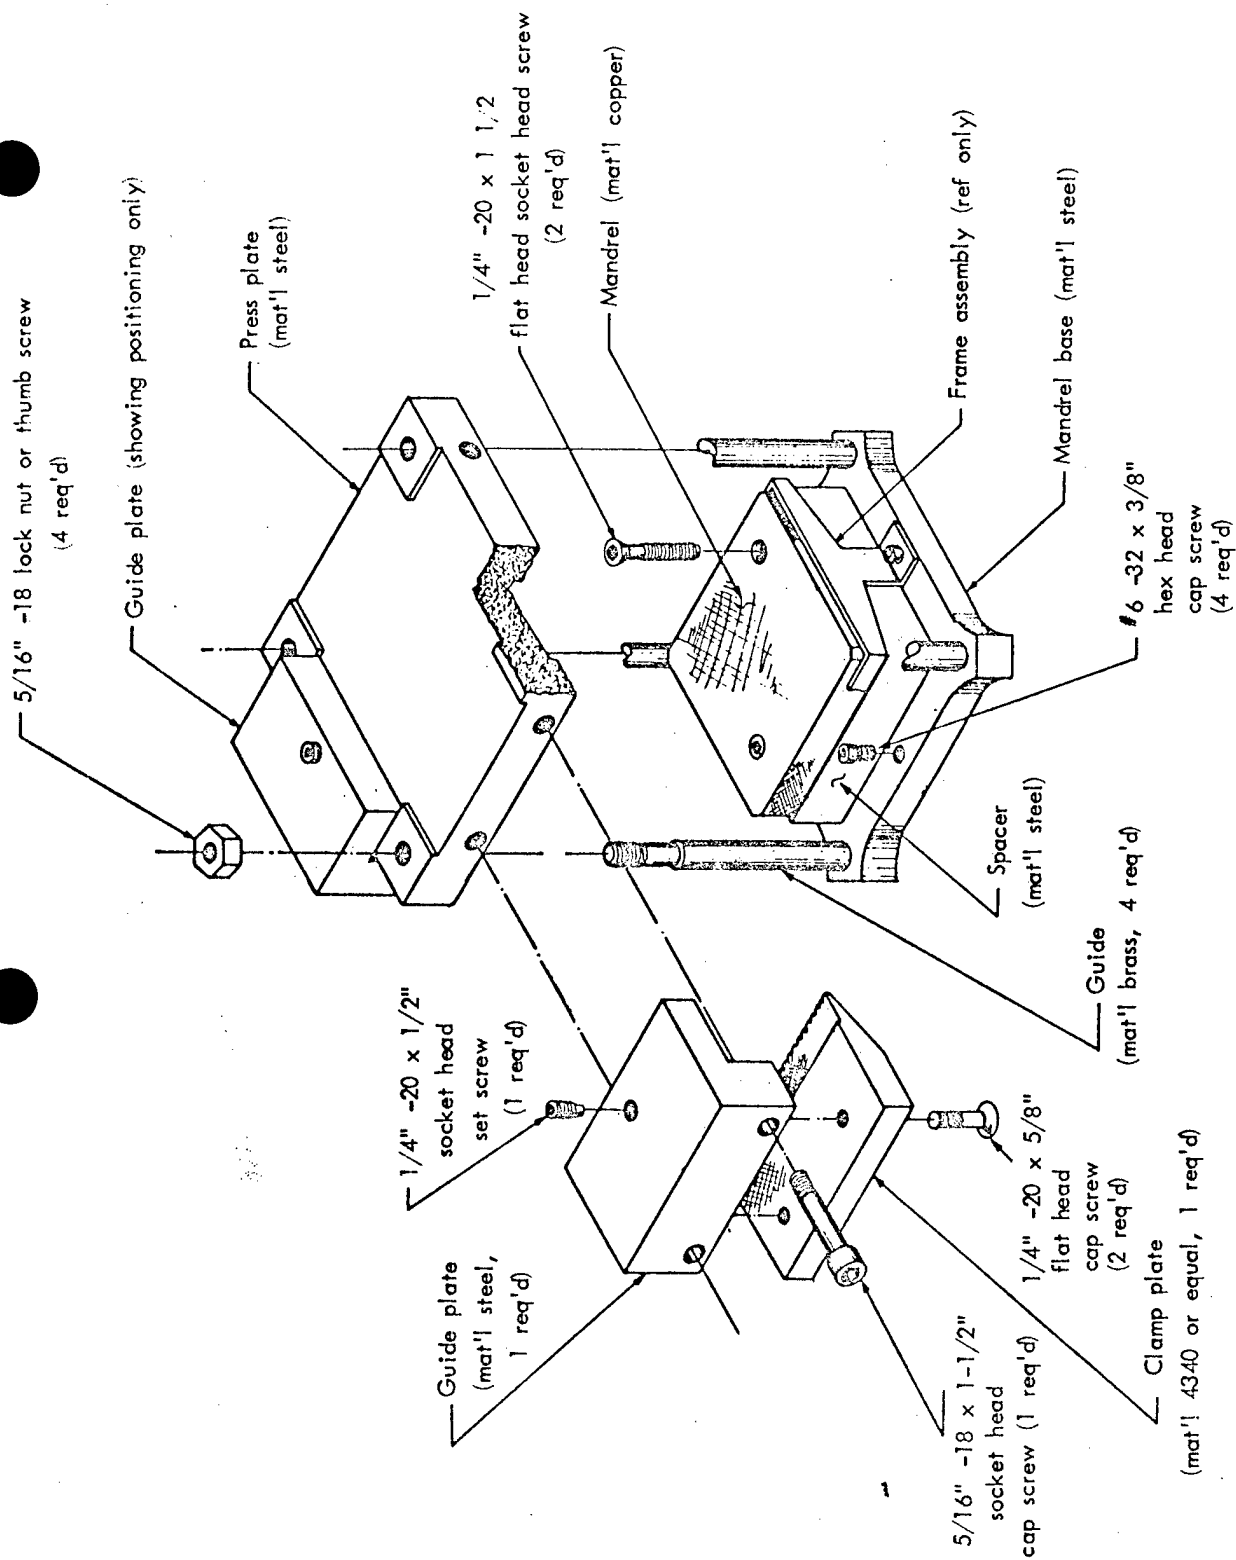 5/16" -18 lock nut or thumb screw
(4 req'd)
Guide plate (showing positioning only)
Press plate
(mat'l steel)
1/4" -20 x 1 1/2
flat head socket head screw
(2 req'd)
Mandrel (mat'l copper)
Frame assembly (ref only)
Mandrel base (mat'l steel)
#6 -32 x 3/8"
hex head
cap screw
(4 req'd)
Spacer
(mat'l steel)
Guide
(mat'l brass, 4 req'd)
1/4" -20 x 1/2"
socket head
set screw
(1 req'd)
Guide plate
(mat'l steel,
1 req'd)
1/4" -20 x 5/8"
flat head
cap screw
(2 req'd)
Clamp plate
(mat'l 4340 or equal, 1 req'd)
5/16" -18 x 1-1/2"
socket head
cap screw (1 req'd)